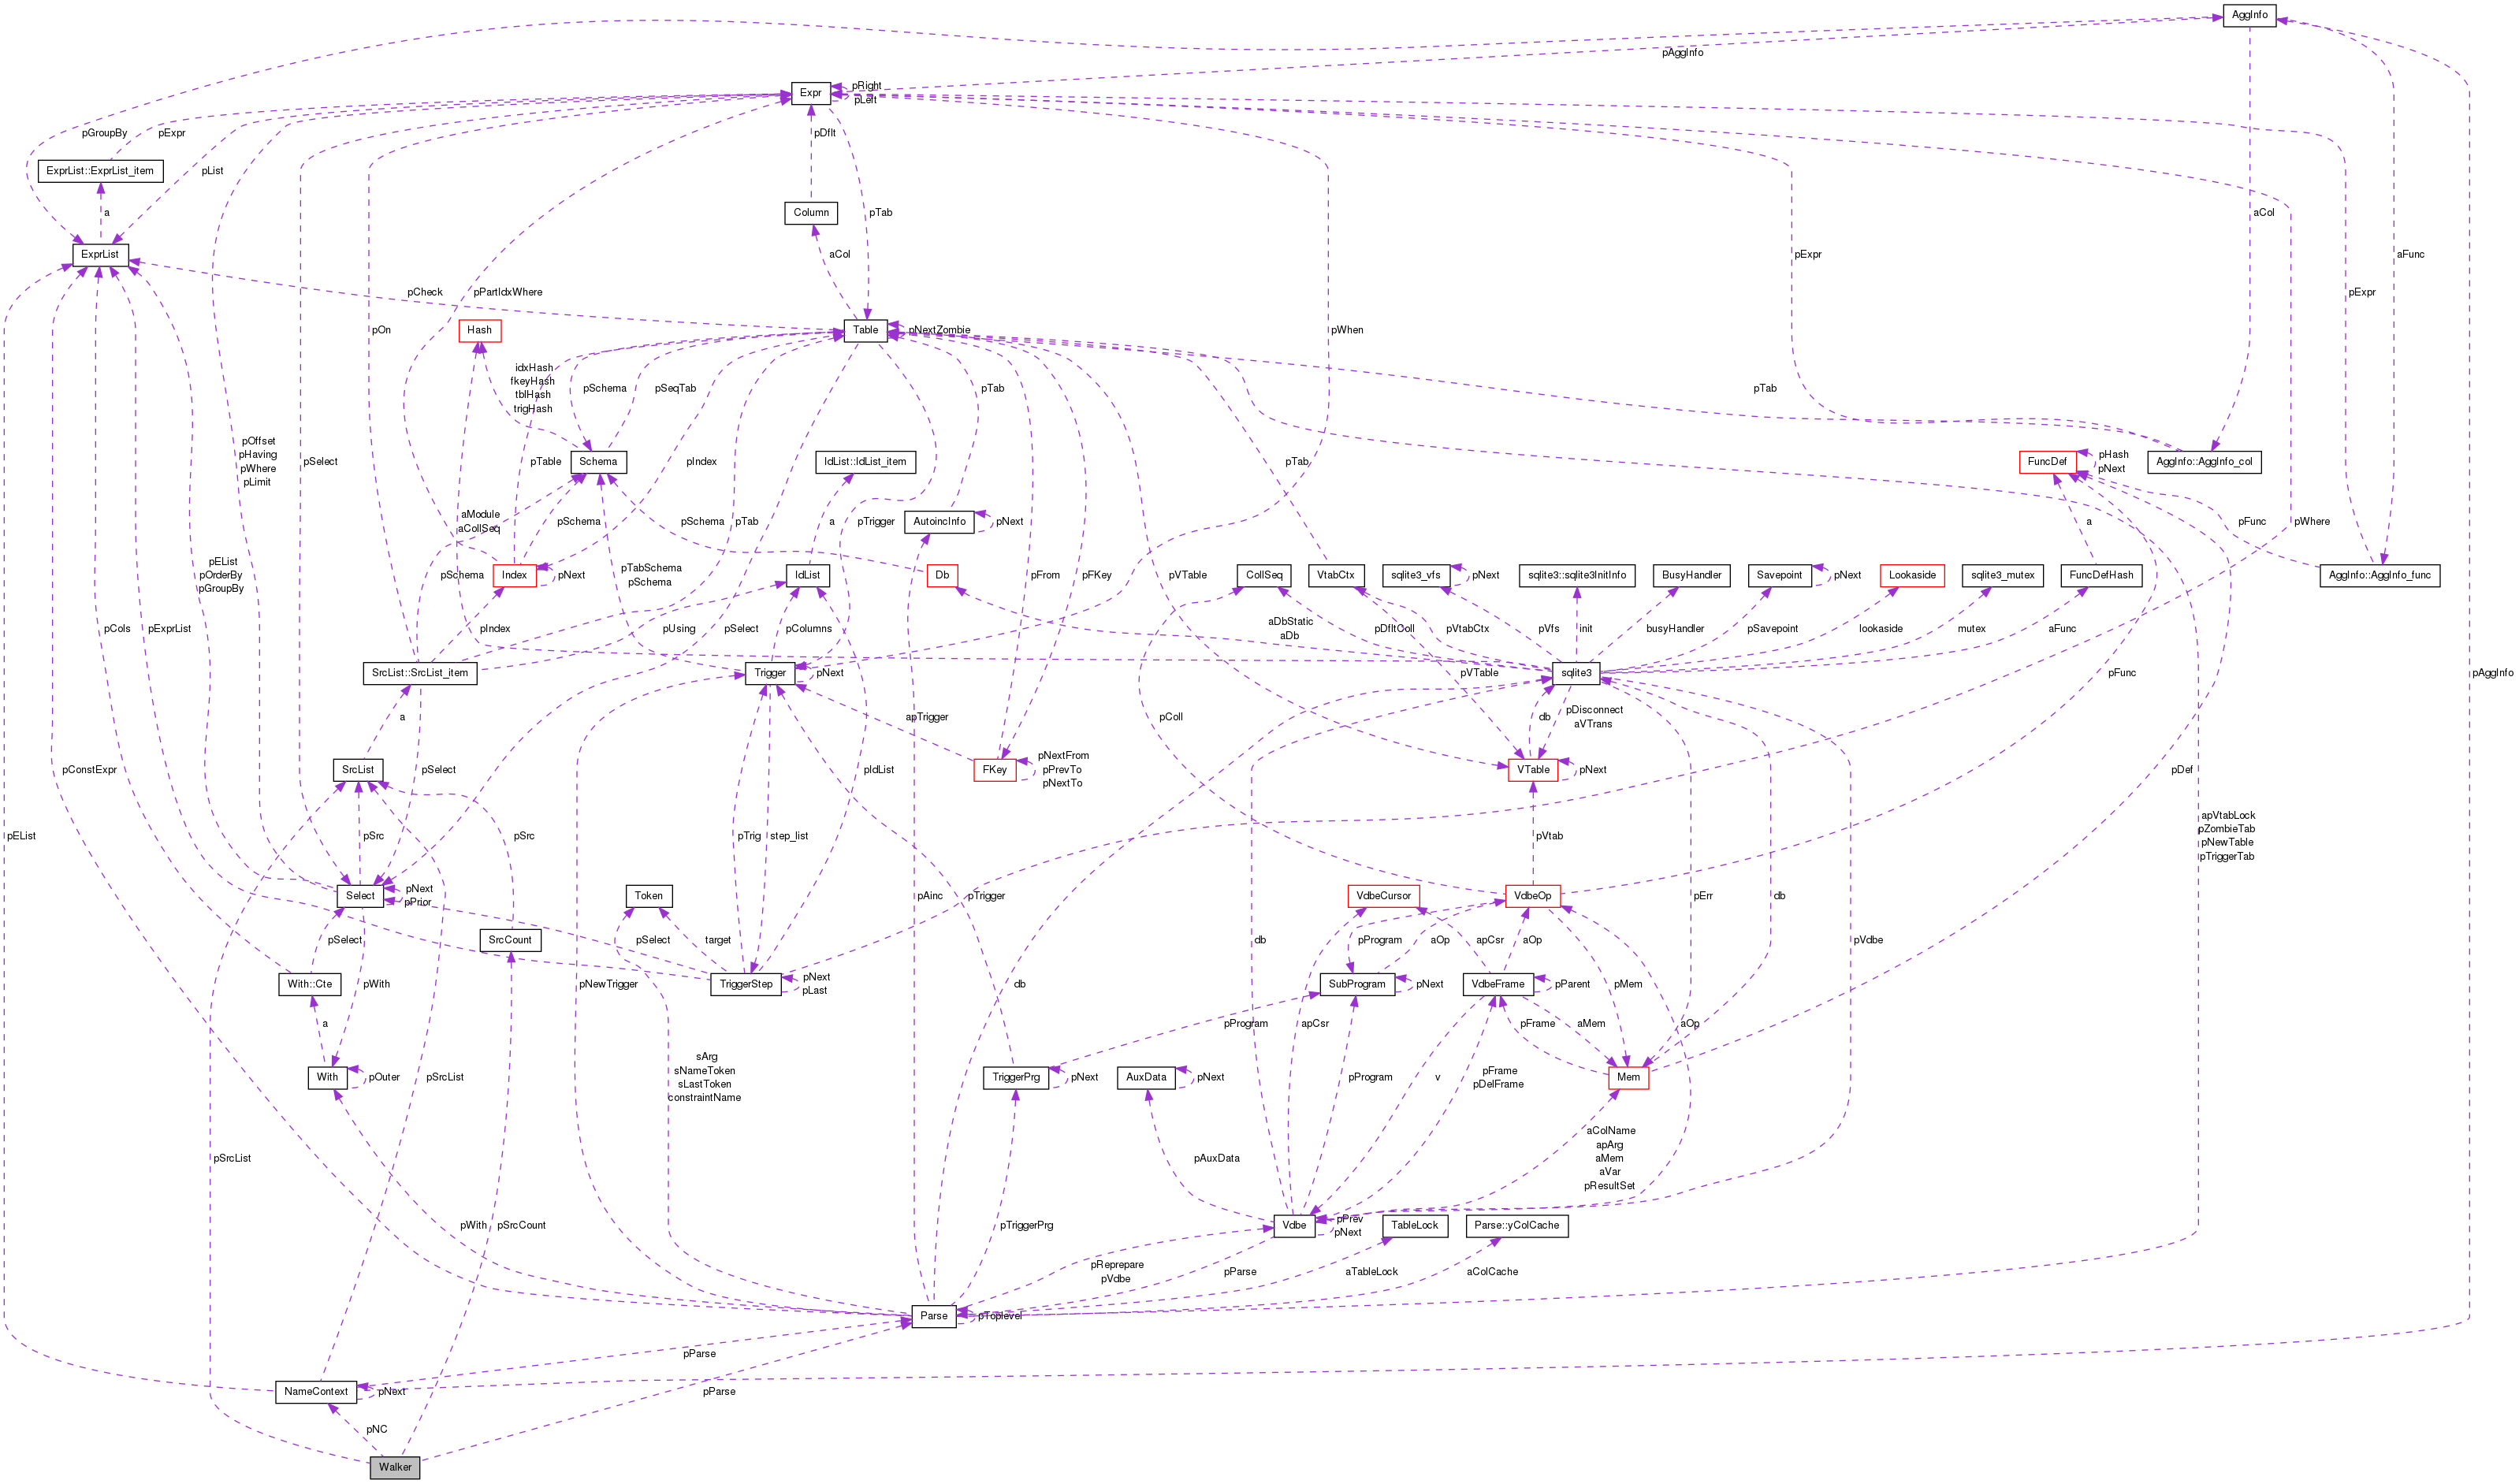 AggInfo
pAggInfo
Expr
pRight
pLeft
pGroupBy
pExpr
pDflt
ExprList::ExprList_item
pList
a
Column
pTab
aCol
ExprList
aCol
pExpr
aFunc
pCheck
pPartIdxWhere
pExpr
Hash
Table
pNextZombie
pOn
pWhen
idxHash
fkeyHash
tblHash
trigHash
pSchema
pSeqTab
pTab
pTab
pOffset
pHaving
pWhere
pLimit
pSelect
pTable
pIndex
Schema
IdList::IdList_item
pTab
FuncDef
pHash
pNext
AggInfo::AggInfo_col
aModule
aCollSeq
pSchema
pSchema
pTab
pTrigger
AutoincInfo
pNext
a
a
pFunc
pWhere
pEList
pOrderBy
pGroupBy
pSchema
Index
pNext
pTabSchema
pSchema
IdList
Db
pFrom
pFKey
pVTable
CollSeq
VtabCtx
sqlite3_vfs
pNext
sqlite3::sqlite3InitInfo
BusyHandler
Savepoint
pNext
Lookaside
sqlite3_mutex
FuncDefHash
AggInfo::AggInfo_func
pCols
pExprList
pIndex
pUsing
pSelect
pColumns
aDbStatic
aDb
pDfltColl
pVtabCtx
pVfs
init
busyHandler
pSavepoint
lookaside
mutex
aFunc
SrcList::SrcList_item
Trigger
pNext
pVTable
sqlite3
pFunc
pAggInfo
a
apTrigger
pColl
db
pDisconnect
aVTrans
pConstExpr
SrcList
pSelect
pIdList
FKey
pNextFrom
pPrevTo
pNextTo
VTable
pNext
pDef
pEList
pSrc
pSrc
pTrig
step_list
pVtab
apVtabLock
pZombieTab
pNewTable
pTriggerTab
Select
pNext
pPrior
Token
pTrigger
pAinc
VdbeCursor
VdbeOp
pErr
db
SrcCount
pSelect
pSelect
target
db
pProgram
aOp
apCsr
aOp
pVdbe
With::Cte
pWith
pNewTrigger
TriggerStep
pNext
pLast
db
SubProgram
pNext
VdbeFrame
pParent
pMem
a
pProgram
apCsr
pFrame
aMem
aOp
With
pOuter
pSrcList
sArg
sNameToken
sLastToken
constraintName
TriggerPrg
pNext
AuxData
pNext
pProgram
pFrame
pDelFrame
v
Mem
pSrcList
pAuxData
aColName
apArg
aMem
aVar
pResultSet
pWith
pSrcCount
pTriggerPrg
Vdbe
pPrev
pNext
TableLock
Parse::yColCache
pReprepare
pVdbe
pParse
aTableLock
aColCache
Parse
pToplevel
pParse
NameContext
pNext
pParse
pNC
Walker